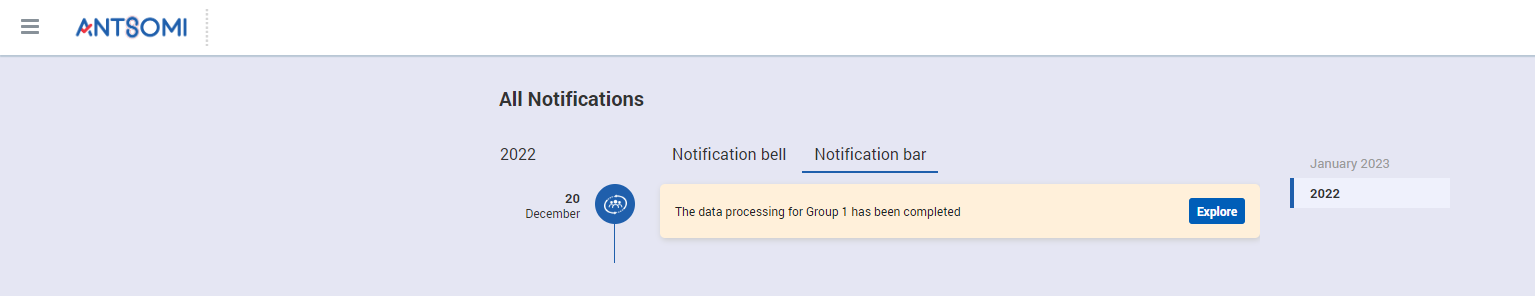 ANTSOMI
All Notifications
2022
Notification bell
Notification bar
January 2023
2022
20
December
The data processing for Group 1 has been completed
Explore